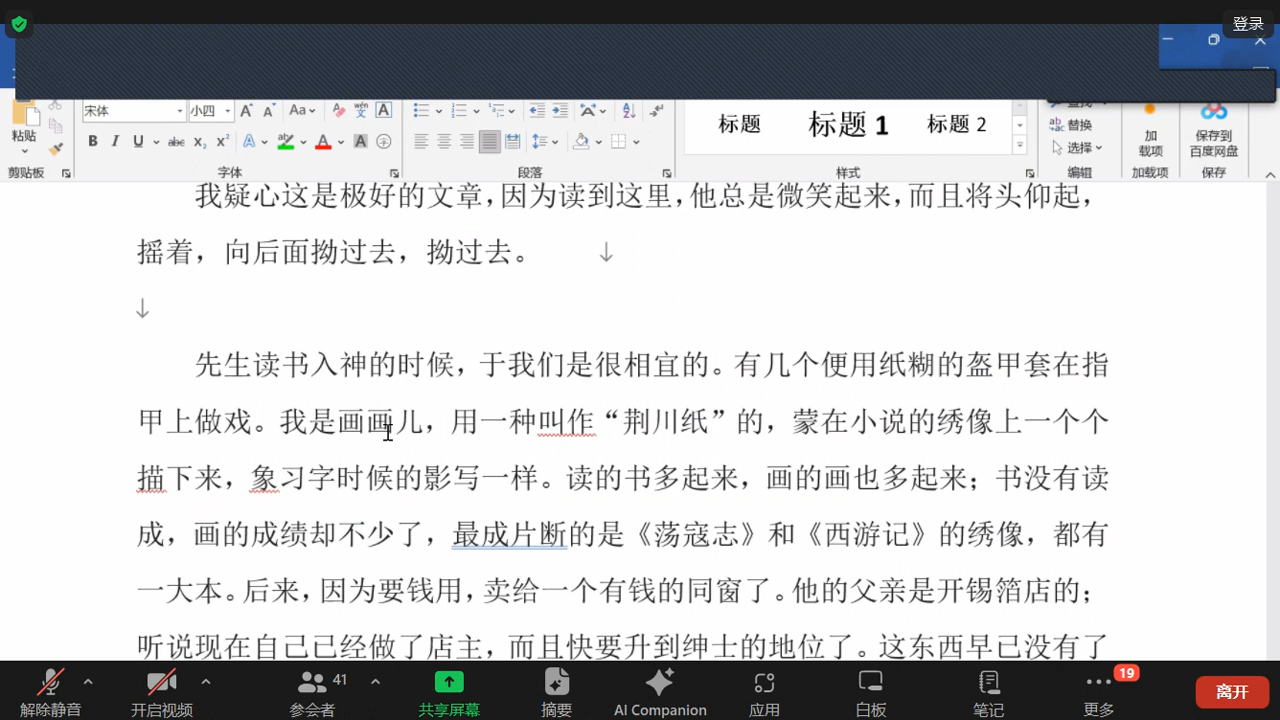 登录
宋体
小四
Aa
wén
A
标题
标题 1
标题 2
查找
替换
选择
粘贴
B I U abc x₂ x² A ab A A 字
加
载项
保存到
百度网盘
剪贴板
字体
段落
样式
编辑
加载项
保存
我疑心这是极好的文章，因为读到这里，他总是微笑起来，而且将头仰起，
摇着，向后面拗过去，拗过去。 ↓
↓
先生读书入神的时候，于我们是很相宜的。有几个便用纸糊的盔甲套在指
甲上做戏。我是画画儿，用一种叫作“荆川纸”的，蒙在小说的绣像上一个个
描下来，象习字时候的影写一样。读的书多起来，画的画也多起来；书没有读
成，画的成绩却不少了，最成片断的是《荡寇志》和《西游记》的绣像，都有
一大本。后来，因为要钱用，卖给一个有钱的同窗了。他的父亲是开锡箔店的；
听说现在自己已经做了店主，而且快要升到绅士的地位了。这东西早已没有了
41
19
解除静音
开启视频
参会者
共享屏幕
摘要
AI Companion
应用
白板
笔记
更多
离开